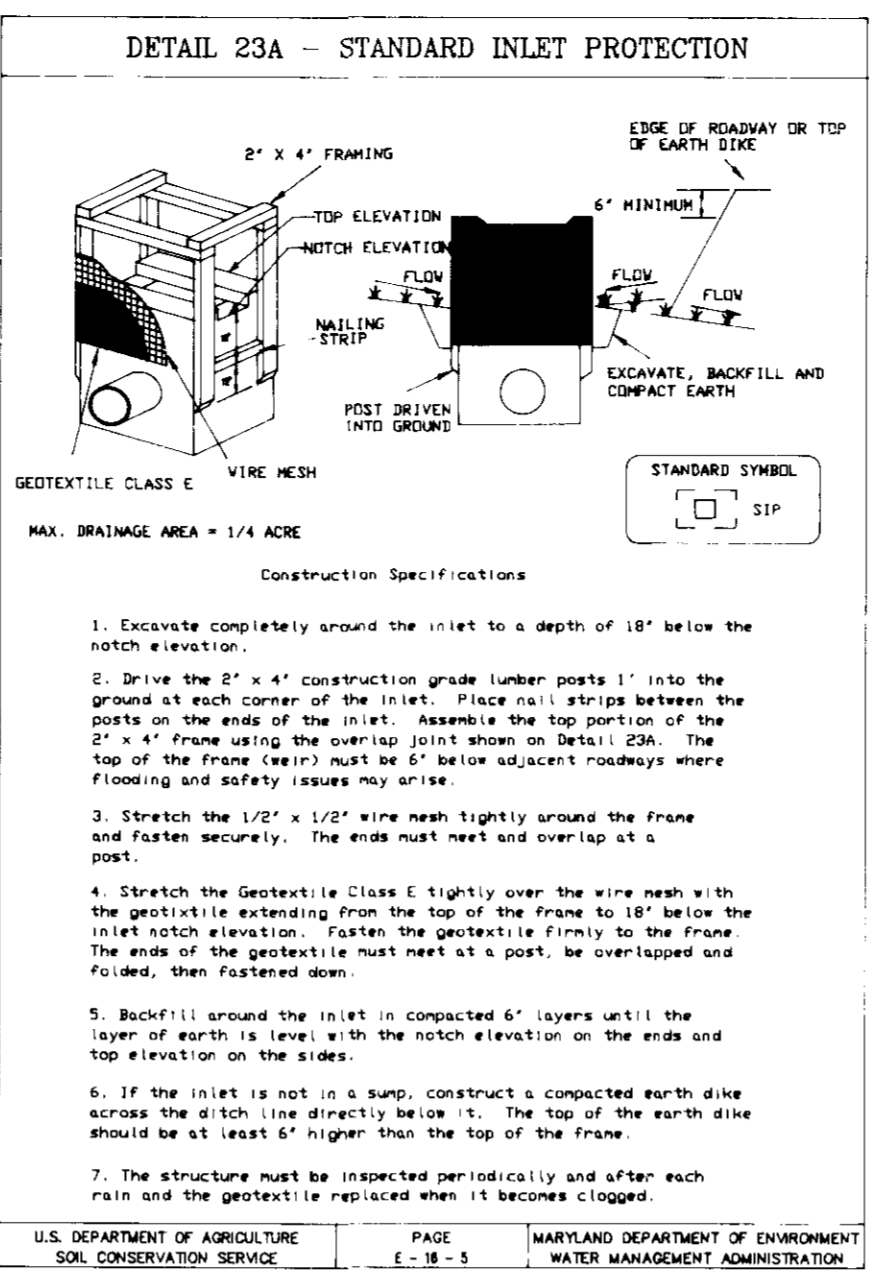 DETAIL 23A - STANDARD INLET PROTECTION
EDGE OF ROADWAY OR TOP
OF EARTH DIKE
2" X 4" FRAMING
6" MINIMUM
TOP ELEVATION
NOTCH ELEVATION
FLOW
FLOW
FLOW
NAILING
STRIP
EXCAVATE, BACKFILL AND
COMPACT EARTH
POST DRIVEN
INTO GROUND
WIRE MESH
GEOTEXTILE CLASS E
STANDARD SYMBOL
SIP
MAX. DRAINAGE AREA = 1/4 ACRE
Construction Specifications
1. Excavate completely around the inlet to a depth of 18" below the
notch elevation.
2. Drive the 2" x 4" construction grade lumber posts 1' into the
ground at each corner of the inlet. Place nail strips between the
posts on the ends of the inlet. Assemble the top portion of the
2" x 4" frame using the overlap joint shown on Detail 23A. The
top of the frame (weir) must be 6" below adjacent roadways where
flooding and safety issues may arise.
3. Stretch the 1/2" x 1/2" wire mesh tightly around the frame
and fasten securely. The ends must meet and overlap at a
post.
4. Stretch the Geotextile Class E tightly over the wire mesh with
the geotixtile extending from the top of the frame to 18" below the
inlet notch elevation. Fasten the geotextile firmly to the frame.
The ends of the geotextile must meet at a post, be overlapped and
folded, then fastened down.
5. Backfill around the inlet in compacted 6" layers until the
layer of earth is level with the notch elevation on the ends and
top elevation on the sides.
6. If the inlet is not in a sump, construct a compacted earth dike
across the ditch line directly below it. The top of the earth dike
should be at least 6" higher than the top of the frame.
7. The structure must be inspected periodically and after each
rain and the geotextile replaced when it becomes clogged.
U.S. DEPARTMENT OF AGRICULTURE
SOIL CONSERVATION SERVICE
PAGE
E - 16 - 5
MARYLAND DEPARTMENT OF ENVIRONMENT
WATER MANAGEMENT ADMINISTRATION